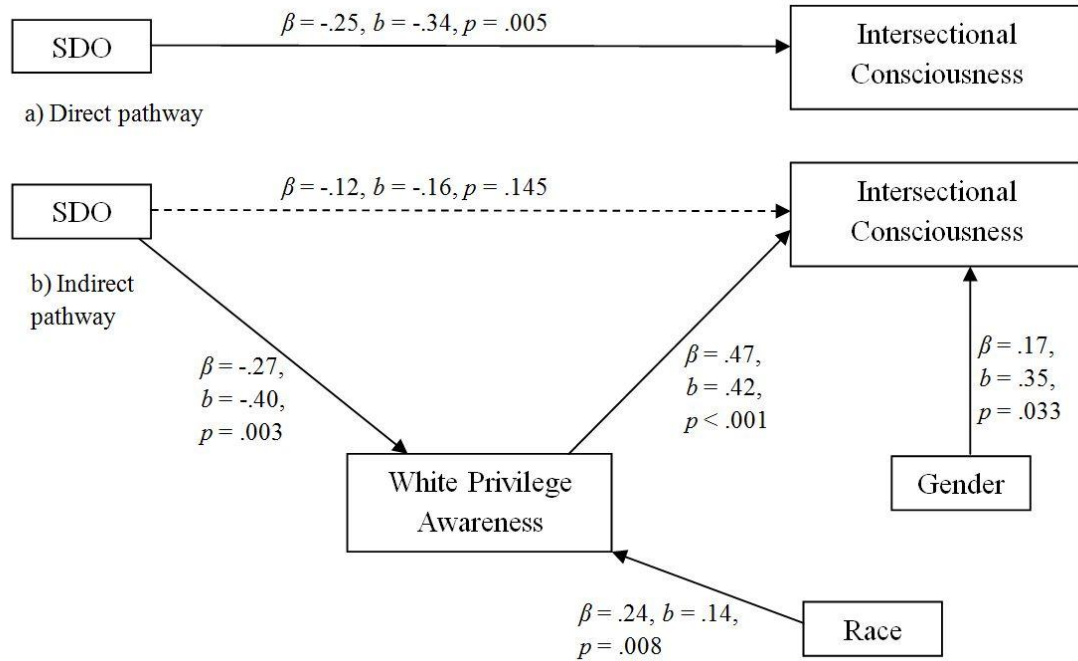 β = -.25, b = -.34, p = .005
SDO
Intersectional
Consciousness
a) Direct pathway
β = -.12, b = -.16, p = .145
SDO
Intersectional
Consciousness
b) Indirect
pathway
β = -.27,
b = -.40,
p = .003
β = .47,
b = .42,
p < .001
β = .17,
b = .35,
p = .033
White Privilege
Awareness
Gender
β = .24, b = .14,
p = .008
Race